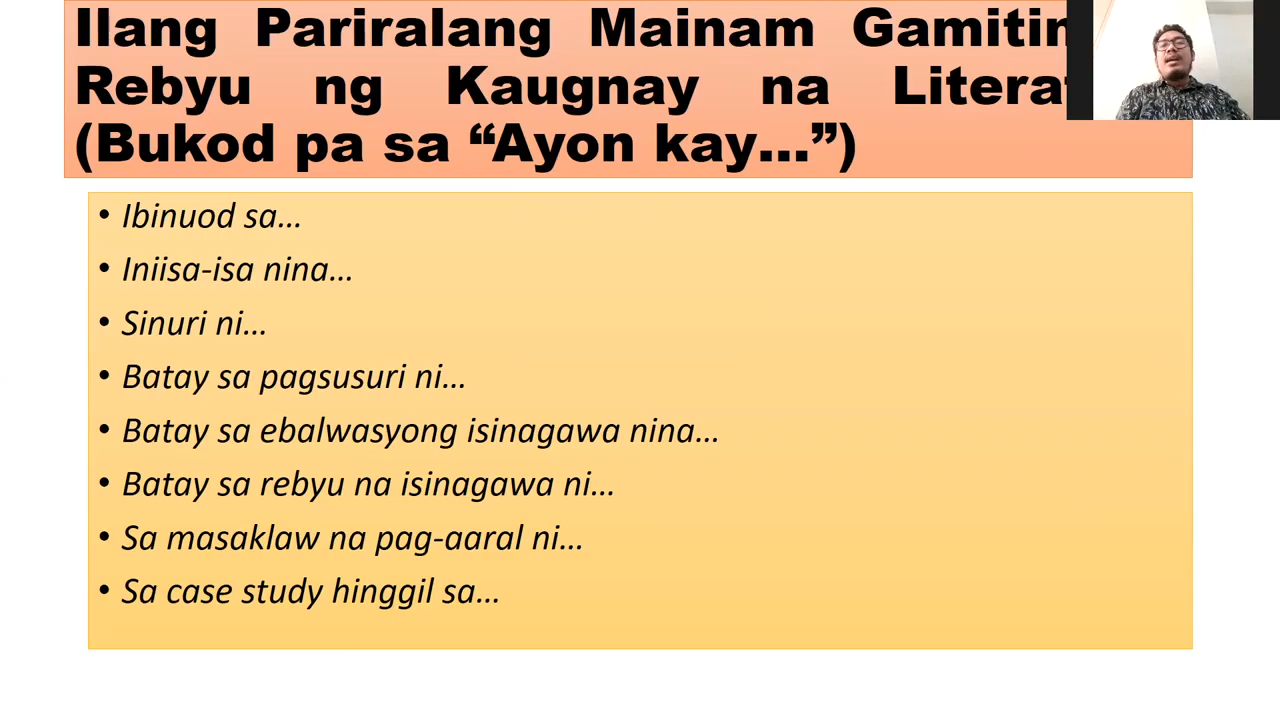 Ilang Pariralang Mainam Gamitin
Rebyu ng Kaugnay na
(Bukod pa sa “Ayon kay...”)
• Ibinuod sa...
• Iniisa-isa nina...
• Sinuri ni...
• Batay sa pagsusuri ni...
• Batay sa ebalwasyong isinagawa nina...
• Batay sa rebyu na isinagawa ni...
• Sa masaklaw na pag-aaral ni...
• Sa case study hinggil sa...